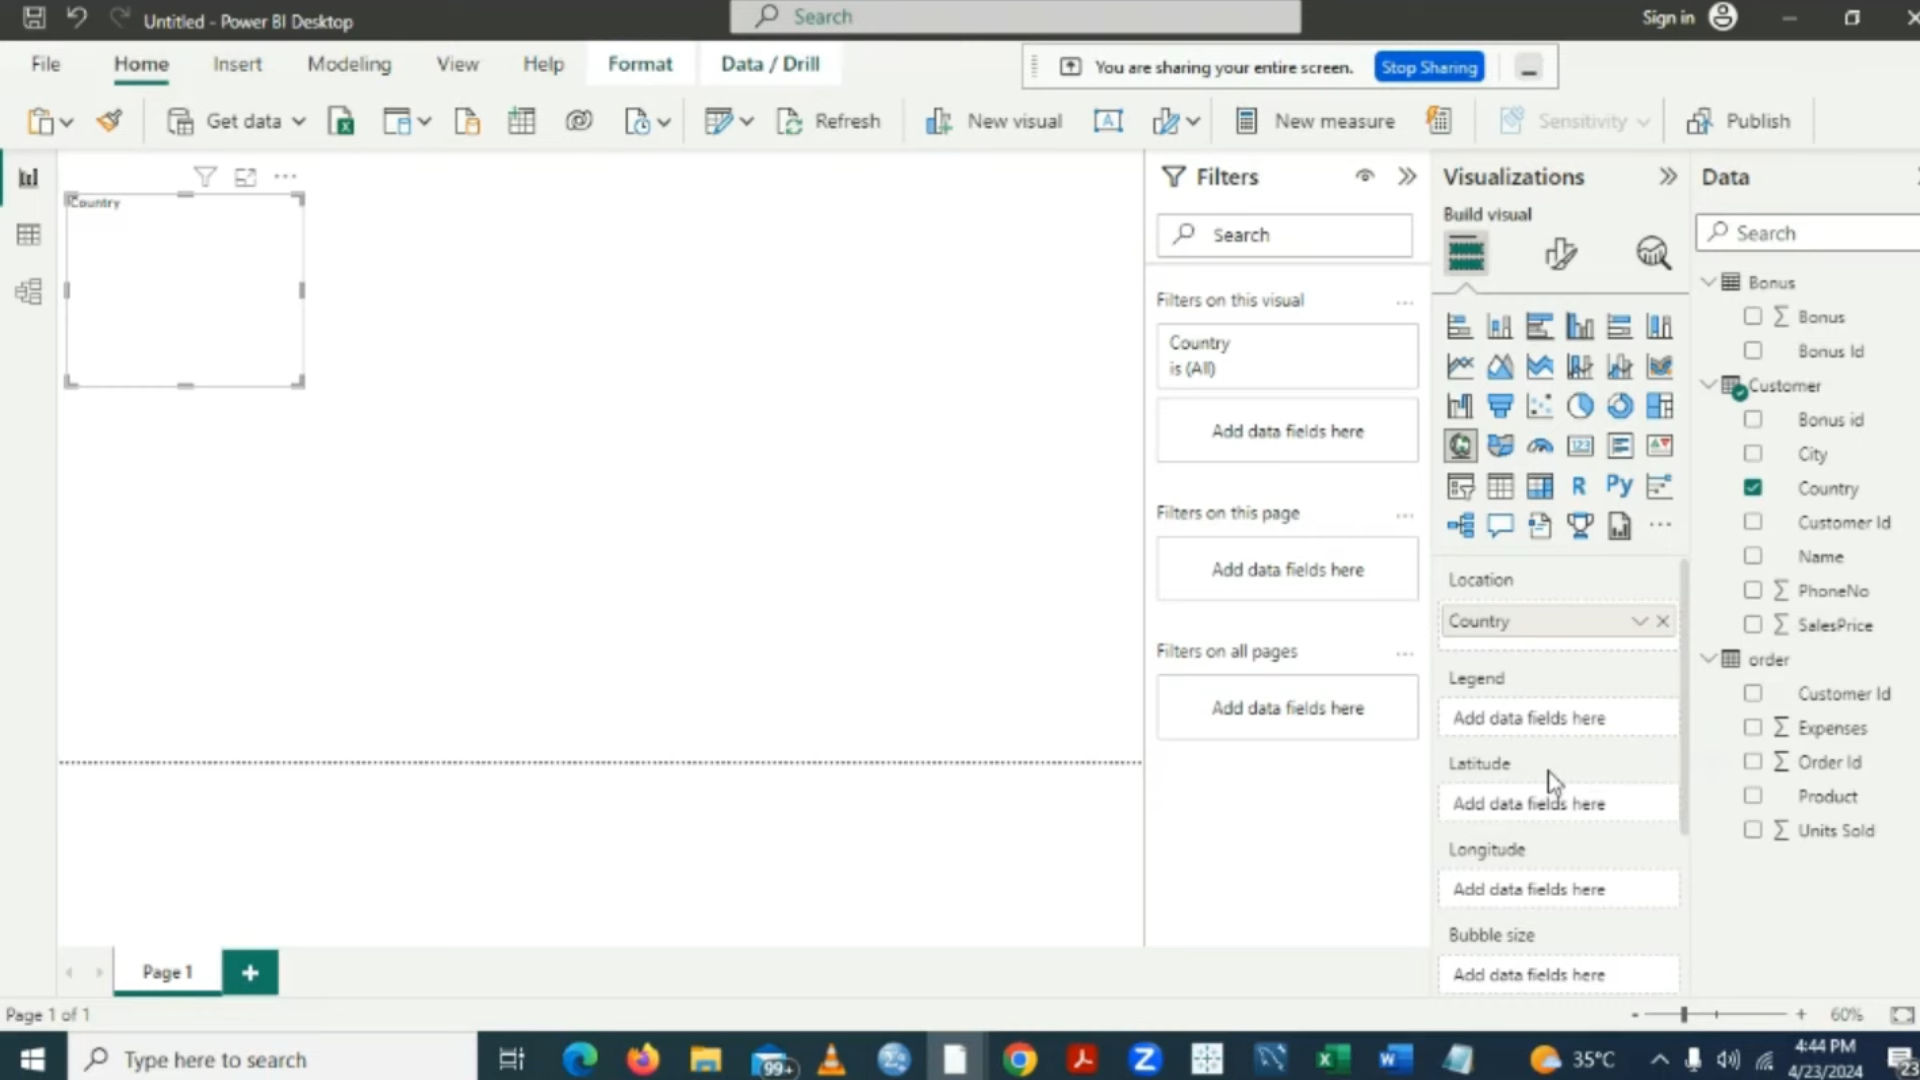 Untitled - Power BI Desktop
Search
Sign in
File
Home
Insert
Modeling
View
Help
Format
Data / Drill
You are sharing your entire screen.
Stop Sharing
Get data
Refresh
New visual
New measure
Sensitivity
Publish
Country
Filters
Search
Filters on this visual
Country
is (All)
Add data fields here
Filters on this page
Add data fields here
Filters on all pages
Add data fields here
Visualizations
Build visual
123
R
Py
Location
Country
Legend
Add data fields here
Latitude
Add data fields here
Longitude
Add data fields here
Bubble size
Add data fields here
Data
Search
Bonus
Σ Bonus
Bonus Id
Customer
Bonus id
City
Country
Customer Id
Name
Σ PhoneNo
Σ SalesPrice
order
Customer Id
Σ Expenses
Σ Order Id
Product
Σ Units Sold
Page 1
+
Page 1 of 1
- +
60%
Type here to search
99+
35°C
4:44 PM
4/23/2024
23